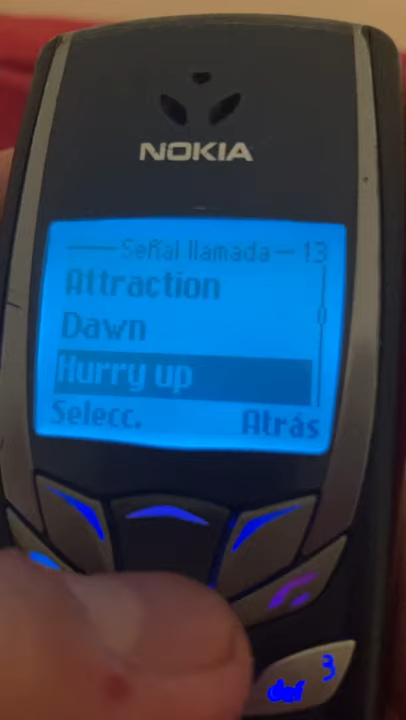 NOKIA
Señal llamada 13
Attraction
Dawn
Hurry up
Selecc. Atrás
def 3